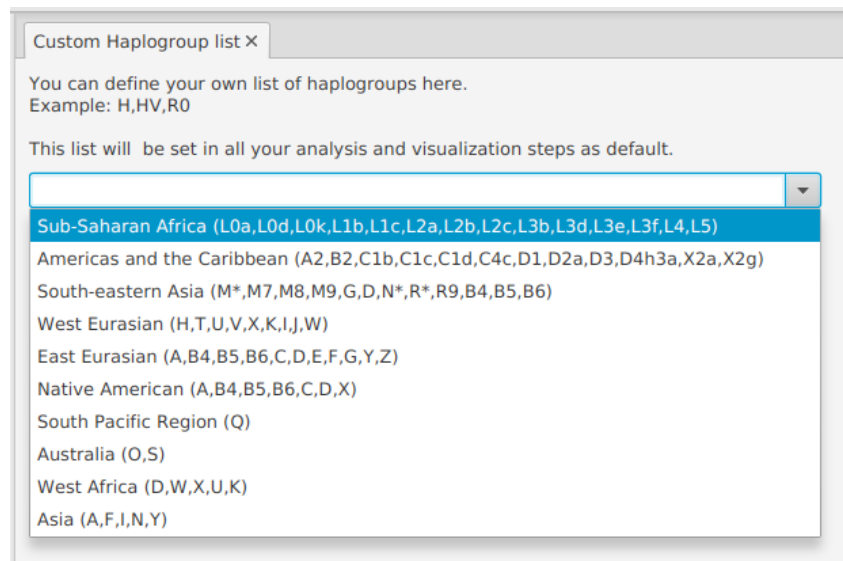 Custom Haplogroup list ×
You can define your own list of haplogroups here.
Example: H,HV,R0
This list will be set in all your analysis and visualization steps as default.
Sub-Saharan Africa (L0a,L0d,L0k,L1b,L1c,L2a,L2b,L2c,L3b,L3d,L3e,L3f,L4,L5)
Americas and the Caribbean (A2,B2,C1b,C1c,C1d,C4c,D1,D2a,D3,D4h3a,X2a,X2g)
South-eastern Asia (M*,M7,M8,M9,G,D,N*,R*,R9,B4,B5,B6)
West Eurasian (H,T,U,V,X,K,I,J,W)
East Eurasian (A,B4,B5,B6,C,D,E,F,G,Y,Z)
Native American (A,B4,B5,B6,C,D,X)
South Pacific Region (Q)
Australia (O,S)
West Africa (D,W,X,U,K)
Asia (A,F,I,N,Y)